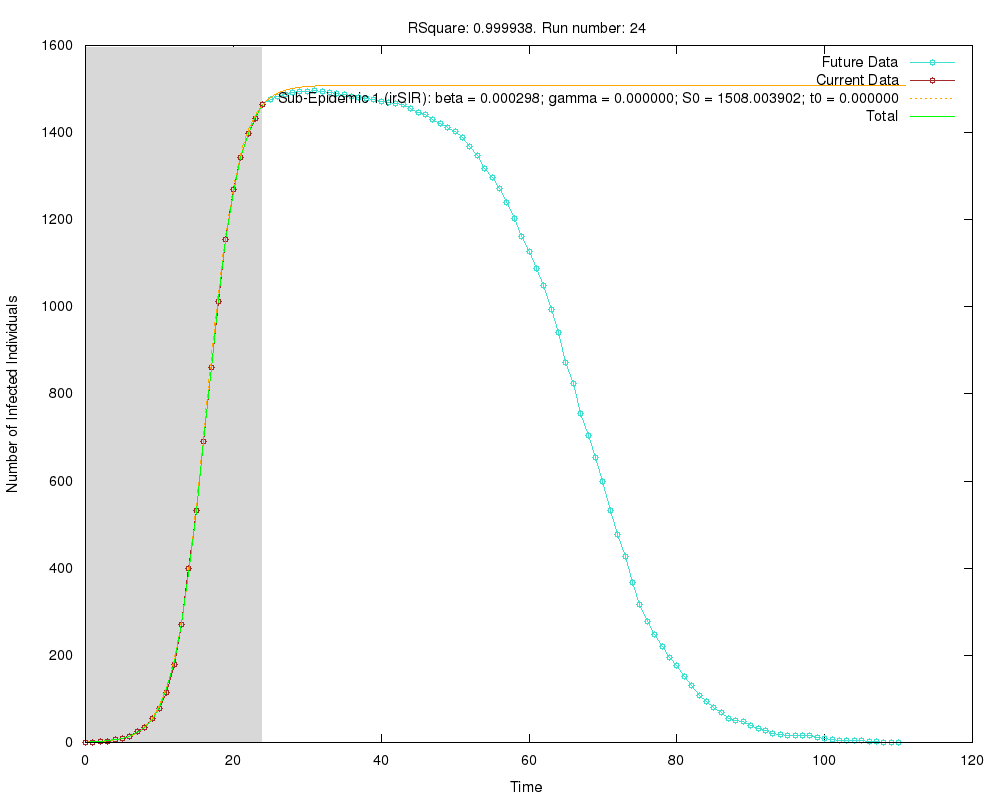 RSquare: 0.999938. Run number: 24
1600
1400
1200
1000
800
600
400
200
0
Number of Infected Individuals
Future Data
Current Data
Sub-Epidemic 1 (irSIR): beta = 0.000298; gamma = 0.000000; S0 = 1508.003902; t0 = 0.000000
Total
0 20 40 60 80 100 120
Time